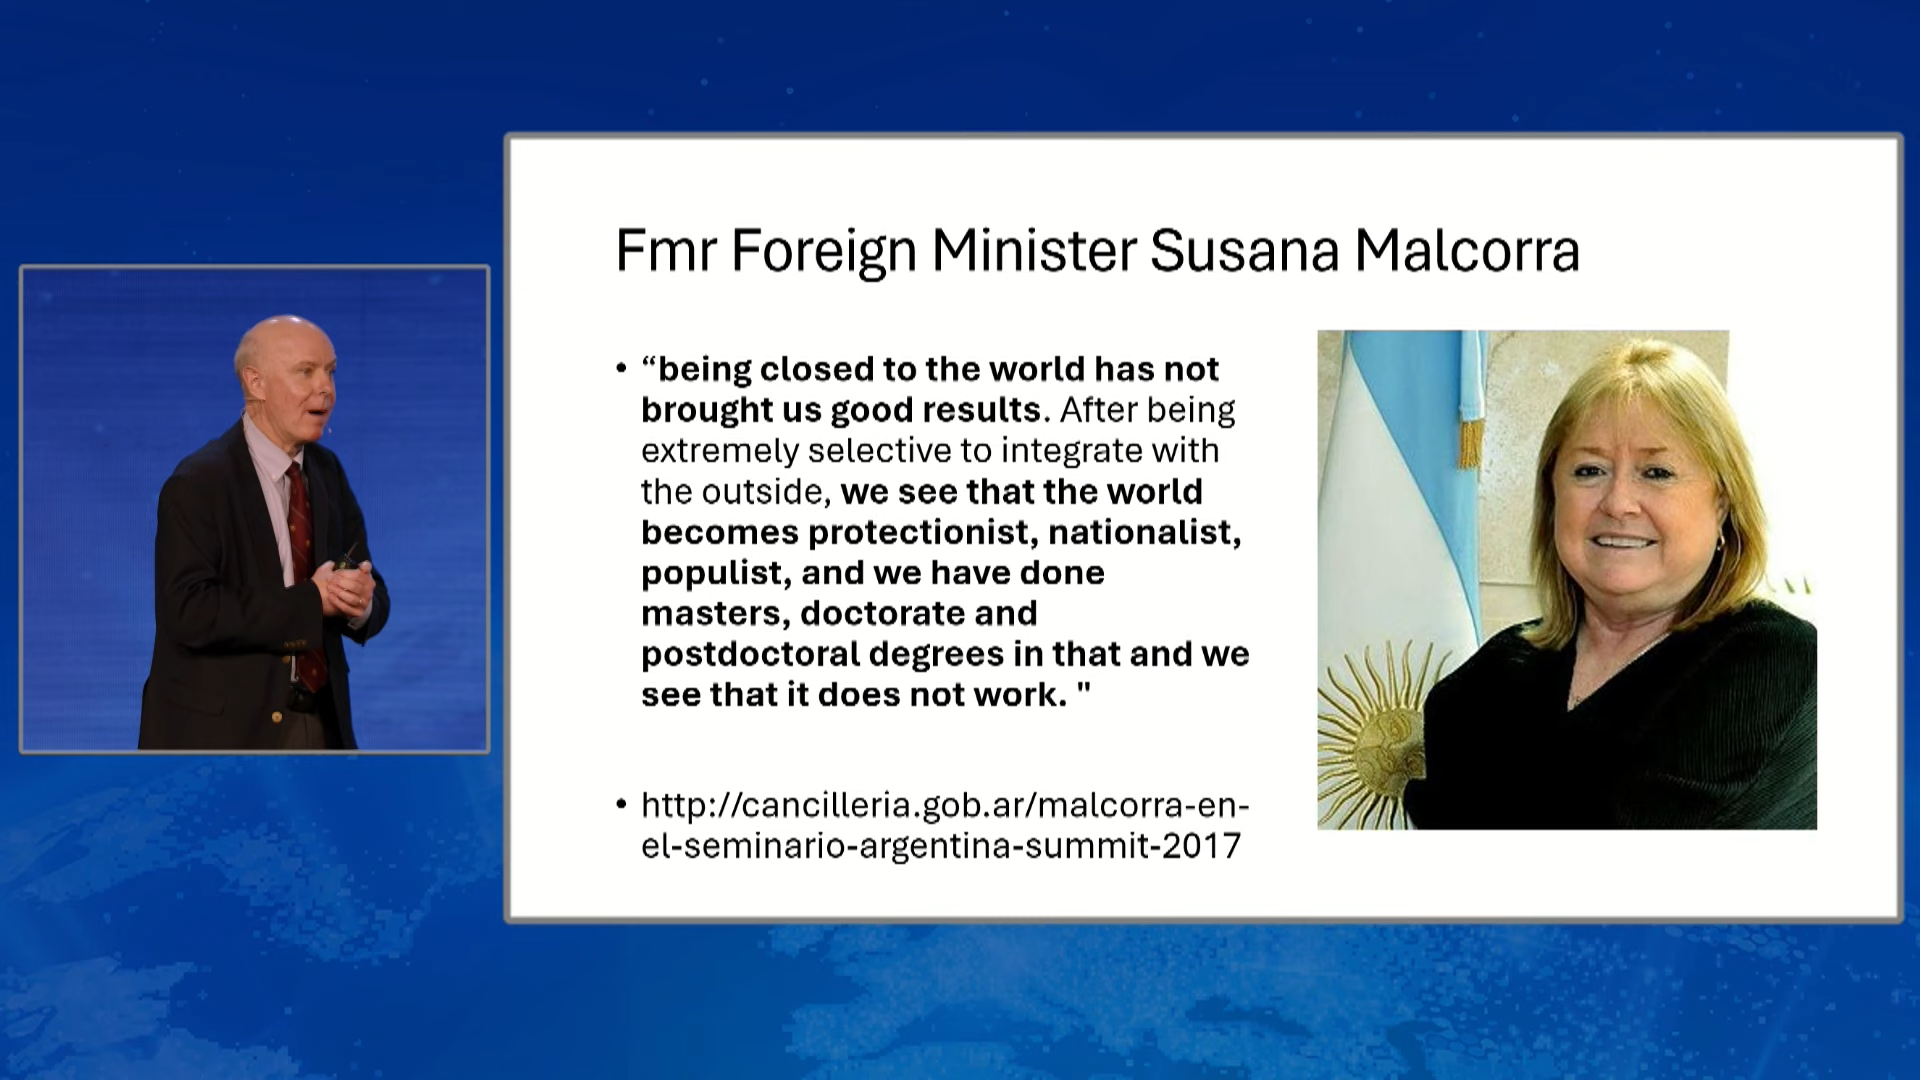 Fmr Foreign Minister Susana Malcorra
• “being closed to the world has not
brought us good results. After being
extremely selective to integrate with
the outside, we see that the world
becomes protectionist, nationalist,
populist, and we have done
masters, doctorate and
postdoctoral degrees in that and we
see that it does not work. "
• http://cancilleria.gob.ar/malcorra-en-
el-seminario-argentina-summit-2017